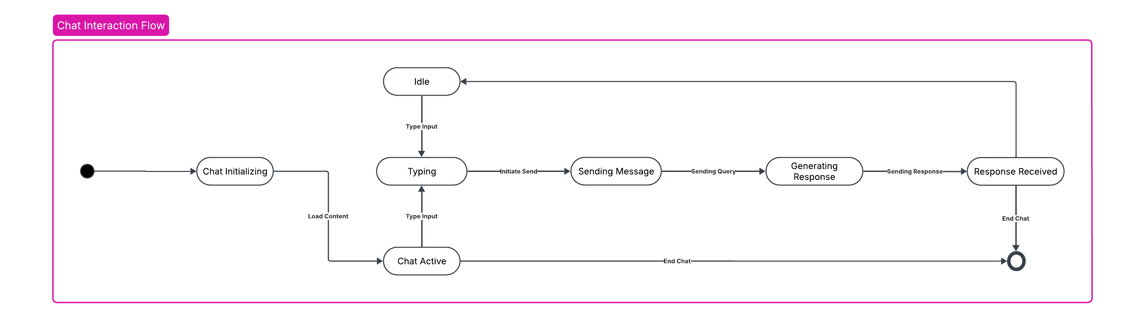 Chat Interaction Flow
Idle
Type Input
Chat Initializing
Typing
Initiate Send
Sending Message
Sending Query
Generating
Response
Sending Response
Response Received
Load Content
Type Input
End Chat
Chat Active
End Chat